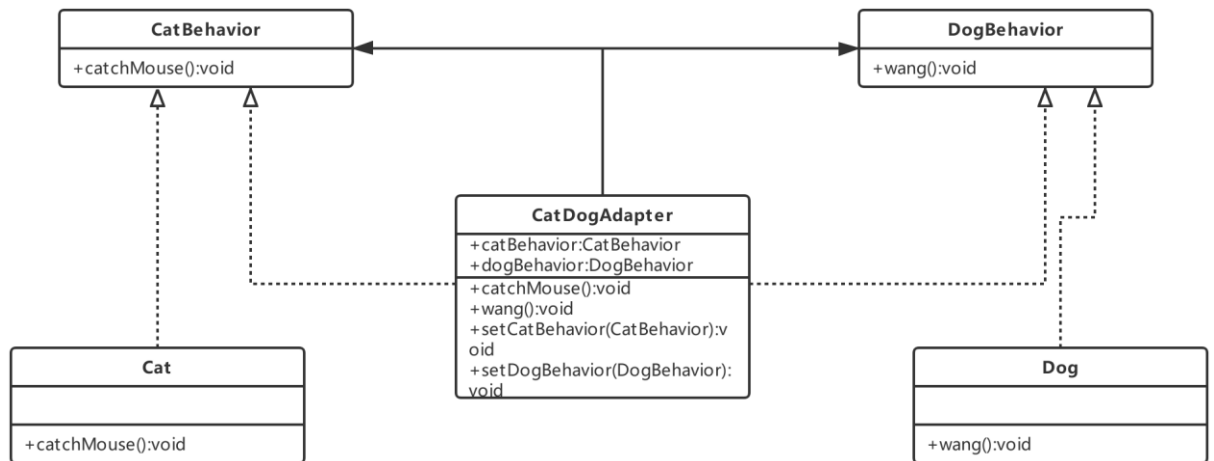 CatBehavior
+catchMouse():void
DogBehavior
+wang():void
CatDogAdapter
+catBehavior:CatBehavior
+dogBehavior:DogBehavior
+catchMouse():void
+wang():void
+setCatBehavior(CatBehavior):v
oid
+setDogBehavior(DogBehavior):
void
Cat
+catchMouse():void
Dog
+wang():void